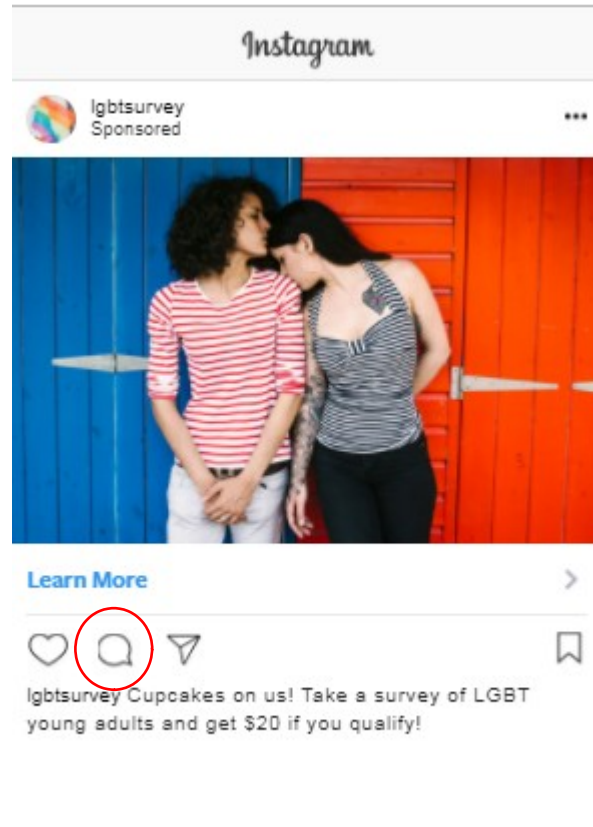 Instagram
lgbtsurvey
Sponsored
Learn More
lgbtsurvey Cupcakes on us! Take a survey of LGBT
young adults and get $20 if you qualify!